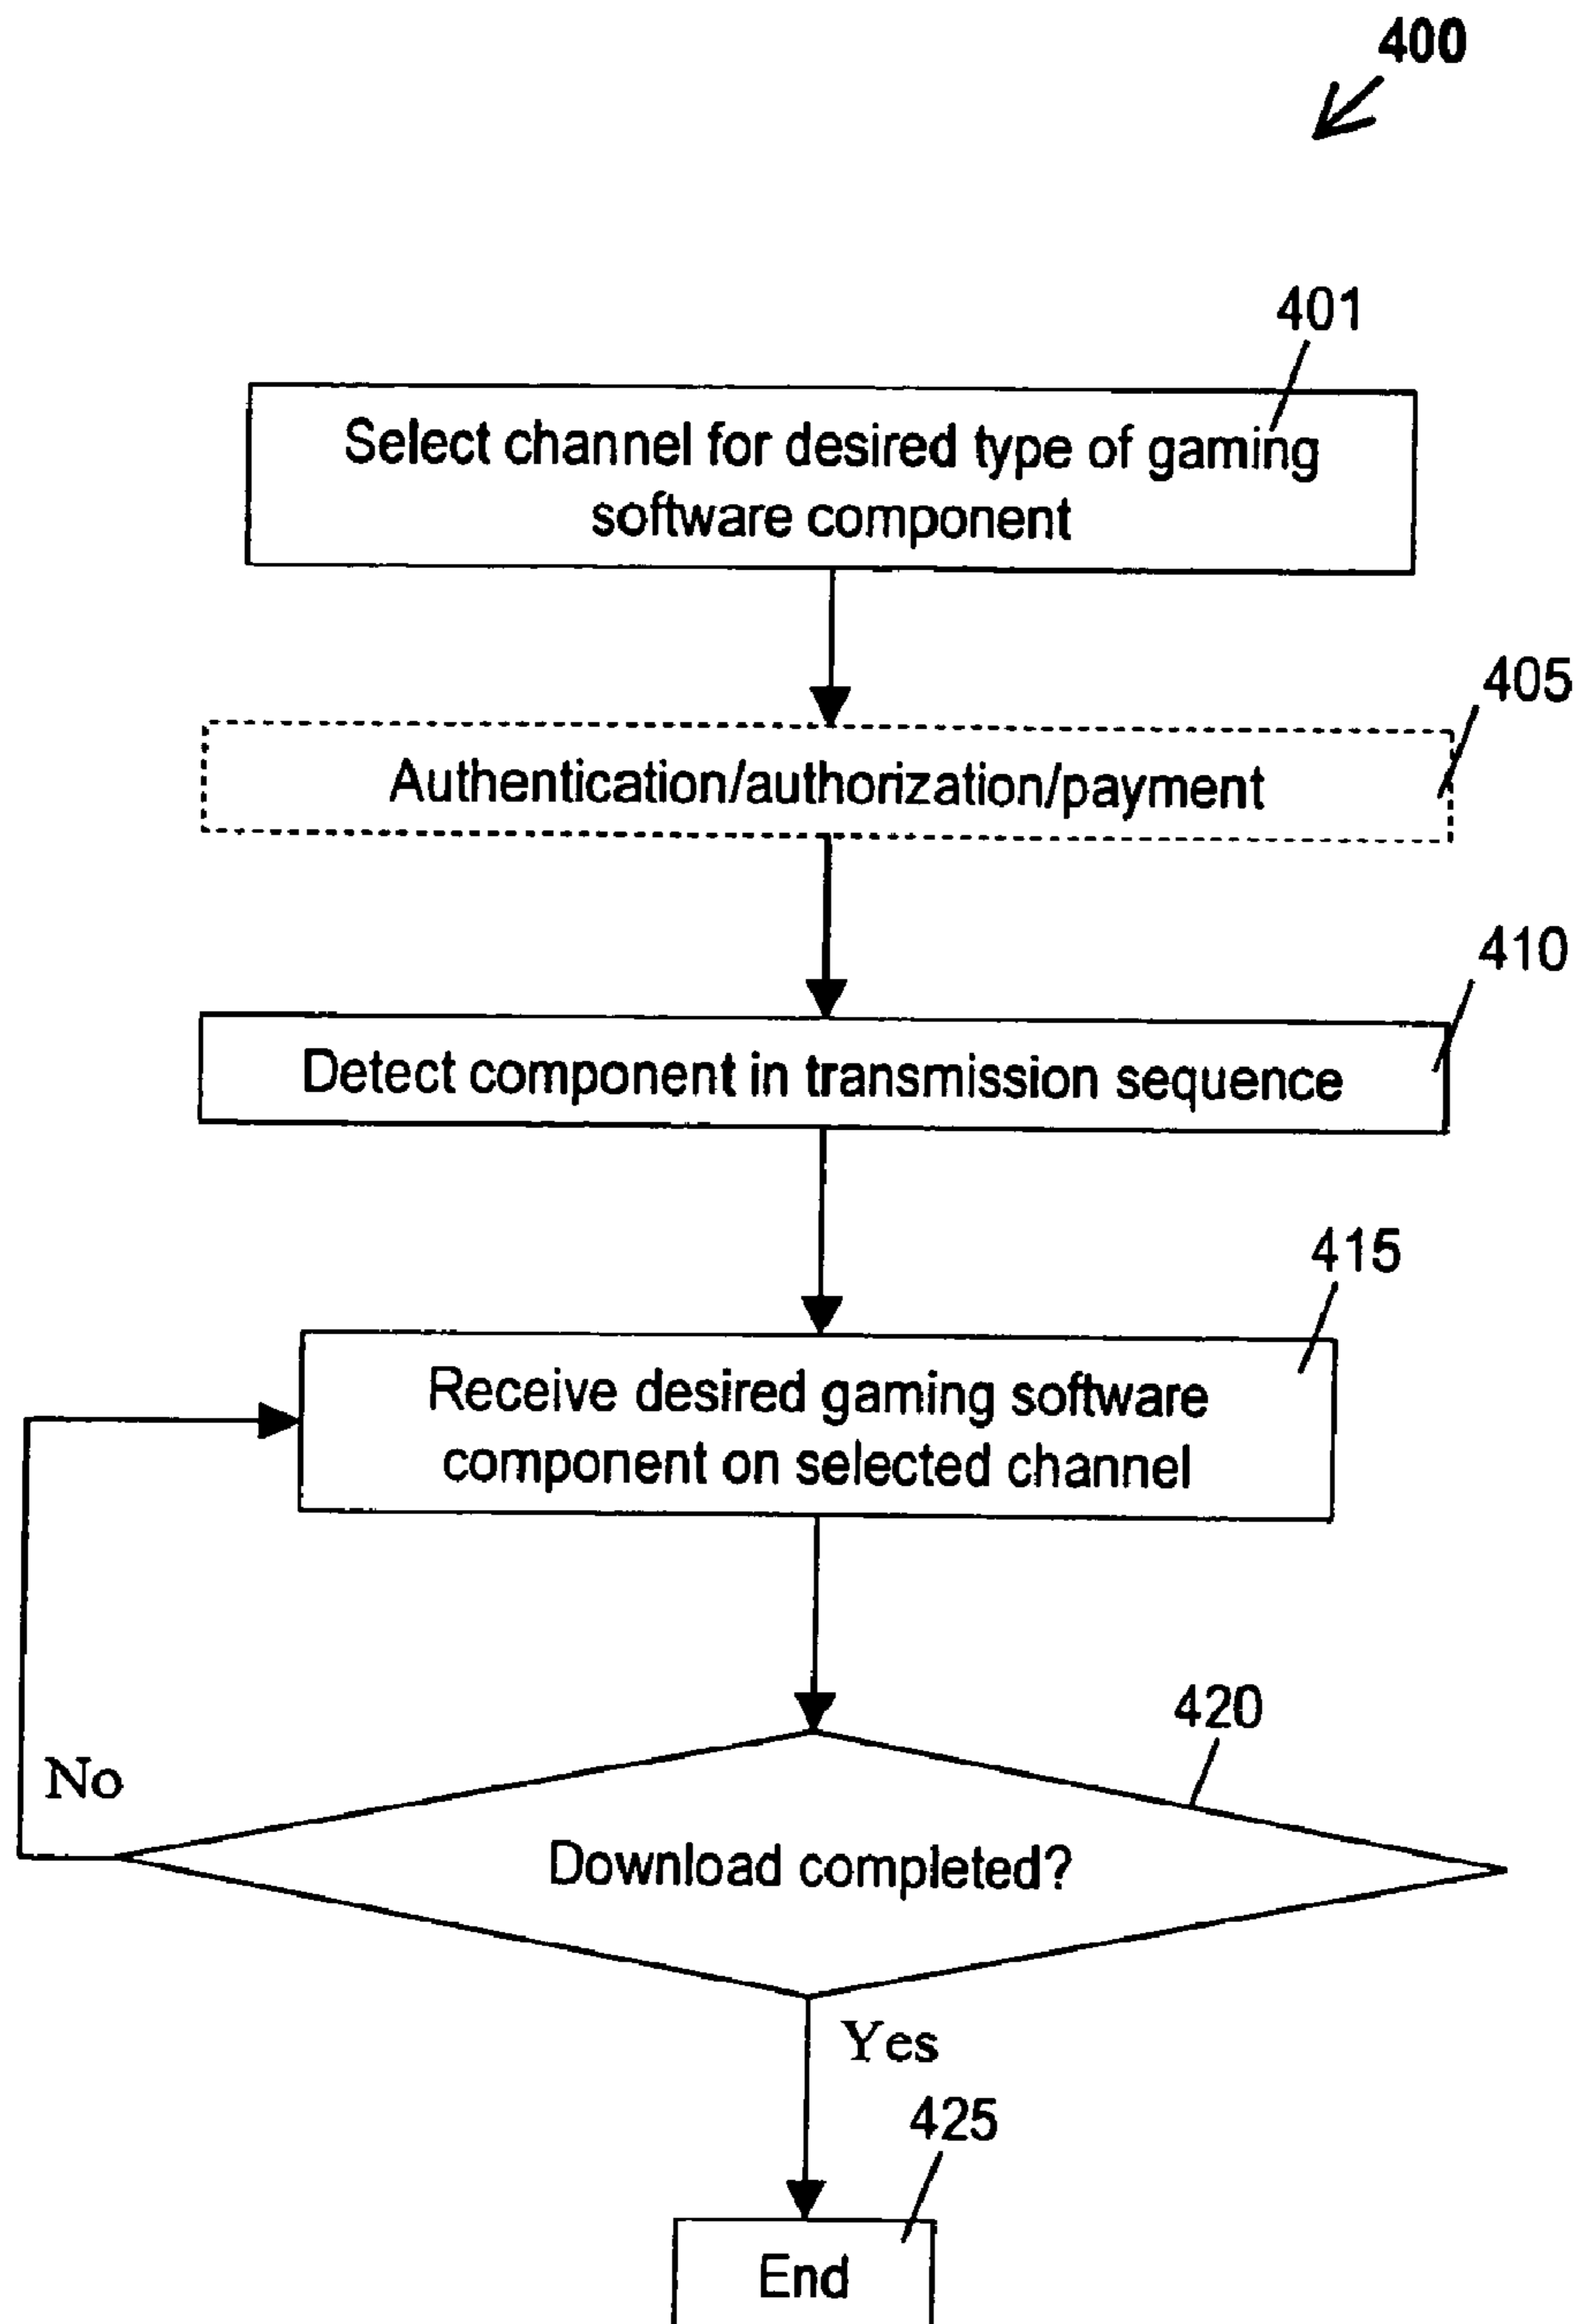 400
401
Select channel for desired type of gaming
software component
405
Authentication/authorization/payment
410
Detect component in transmission sequence
415
Receive desired gaming software
component on selected channel
420
No
Download completed?
Yes
425
End